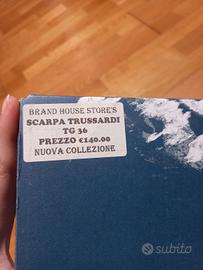 BRAND HOUSE STORE'S
SCARPA TRUSSARDI
TG 36
PREZZO €140.00
NUOVA COLLEZIONE
subito